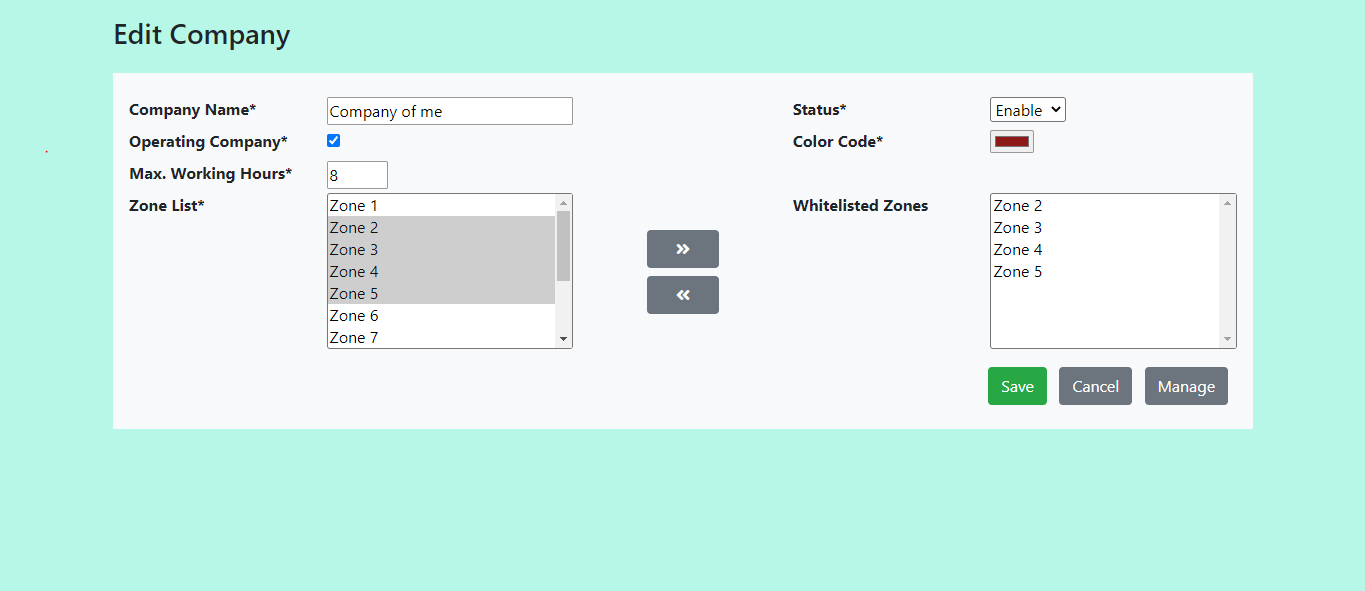 Edit Company
Company Name* Company of me Status* Enable
Operating Company* Color Code*
Max. Working Hours* 8
Zone List* Zone 1 Whitelisted Zones Zone 2
Zone 2 Zone 3
Zone 3 » Zone 4
Zone 4 Zone 5
Zone 5 «
Zone 6
Zone 7
Save Cancel Manage